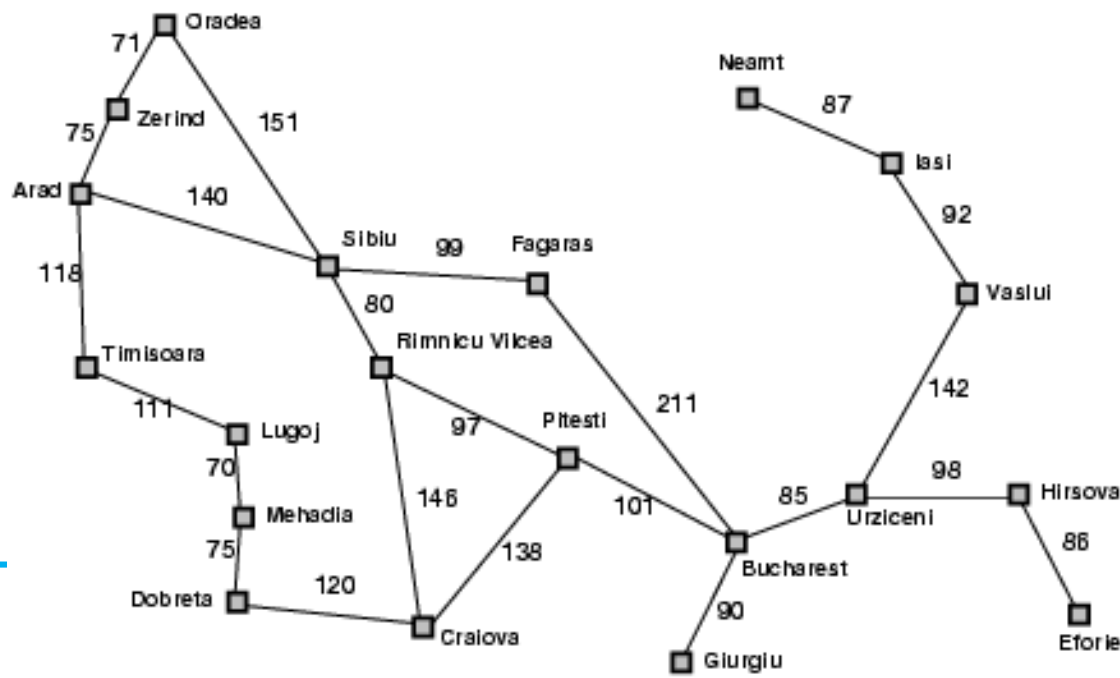 Oradea
71
Neamt
87
Zerind
151
75
Iasi
Arad
140
92
Sibiu
99
Fagaras
118
80
Vaslui
Rimnicu Vilcea
Timisoara
142
111
211
Lugoj
97
Pitesti
70
98
146
85
Hirsova
101
Urziceni
Mehadia
75
138
86
Bucharest
120
Dobreta
90
Craiova
Eforie
Giurgiu